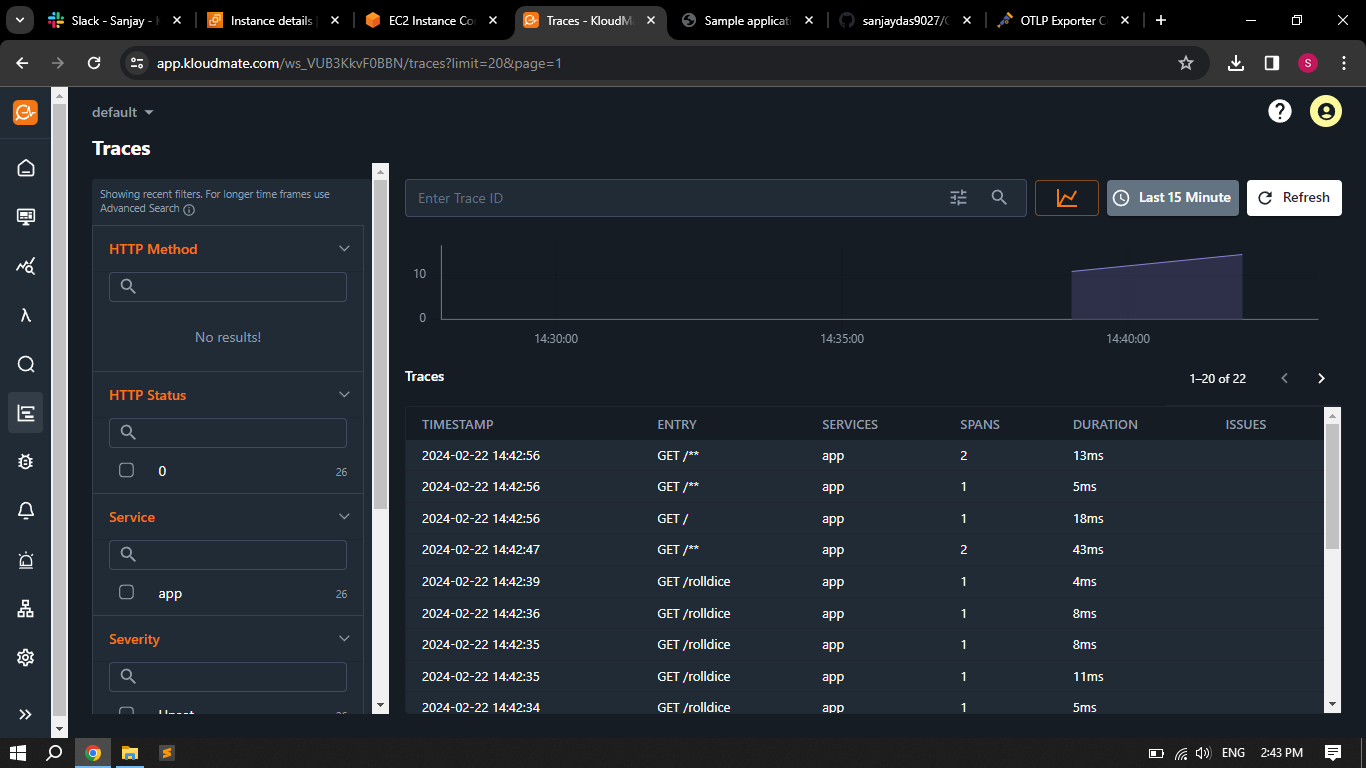 Slack - Sanjay - 
Instance details
EC2 Instance Co
Traces - KloudM
Sample applicati
sanjaydas9027/
OTLP Exporter C
app.kloudmate.com/ws_VUB3KkvF0BBN/traces?limit=20&page=1
S
default
?
Traces
Showing recent filters. For longer time frames use
Advanced Search
HTTP Method
No results!
HTTP Status
0 26
Service
app 26
Severity
Enter Trace ID
Last 15 Minute
Refresh
10
0
14:30:00 14:35:00 14:40:00
Traces
1–20 of 22
TIMESTAMP ENTRY SERVICES SPANS DURATION ISSUES
2024-02-22 14:42:56 GET /** app 2 13ms
2024-02-22 14:42:56 GET /** app 1 5ms
2024-02-22 14:42:56 GET / app 1 18ms
2024-02-22 14:42:47 GET /** app 2 43ms
2024-02-22 14:42:39 GET /rolldice app 1 4ms
2024-02-22 14:42:36 GET /rolldice app 1 8ms
2024-02-22 14:42:35 GET /rolldice app 1 8ms
2024-02-22 14:42:35 GET /rolldice app 1 11ms
2024-02-22 14:42:34 GET /rolldice app 1 5ms
ENG
2:43 PM